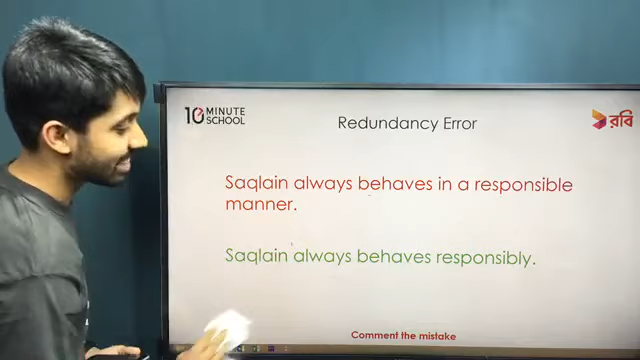 10 MINUTE SCHOOL
Redundancy Error
রবি
Saqlain always behaves in a responsible
manner.
Saqlain always behaves responsibly.
Comment the mistake